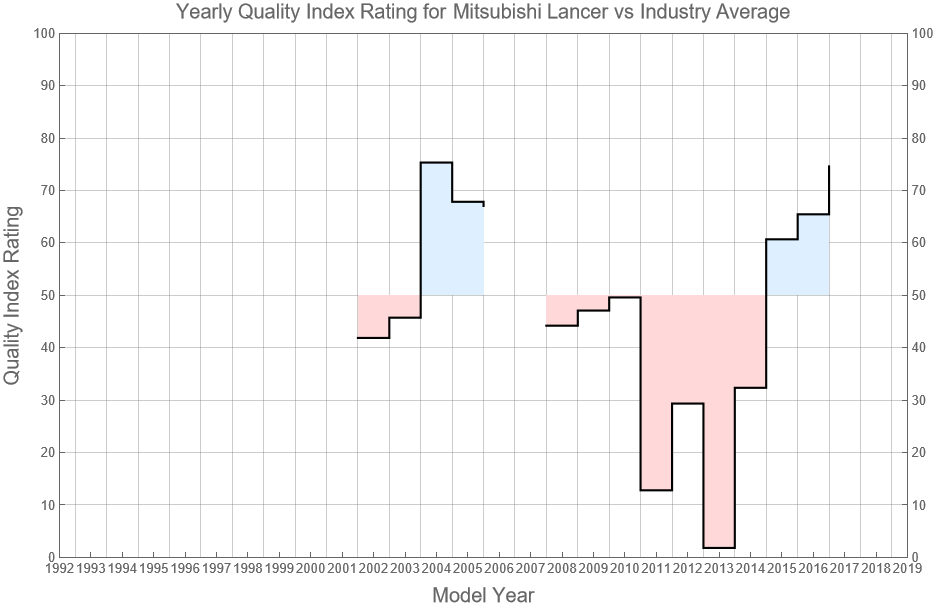 Yearly Quality Index Rating for Mitsubishi Lancer vs Industry Average
100 100
90 90
80 80
70 70
60 60
50 50
40 40
30 30
20 20
10 10
0 0
Quality Index Rating
1992 1993 1994 1995 1996 1997 1998 1999 2000 2001 2002 2003 2004 2005 2006 2007 2008 2009 2010 2011 2012 2013 2014 2015 2016 2017 2018 2019
Model Year